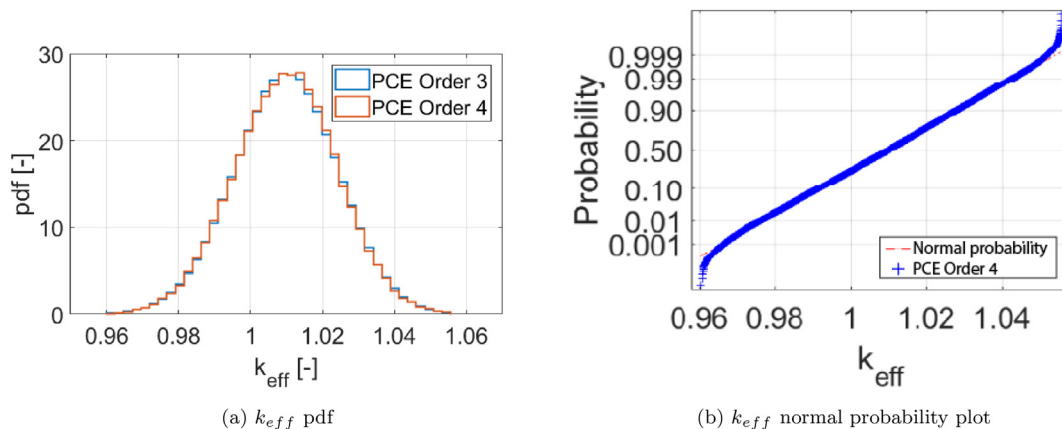 30
20
10
0
pdf [-]
PCE Order 3
PCE Order 4
0.96 0.98 1 1.02 1.04 1.06
k_eff [-]
(a) k_eff pdf
0.999
0.99
0.90
0.50
0.10
0.01
0.001
Probability
Normal probability
PCE Order 4
0.96 0.98 1 1.02 1.04
k_eff
(b) k_eff normal probability plot